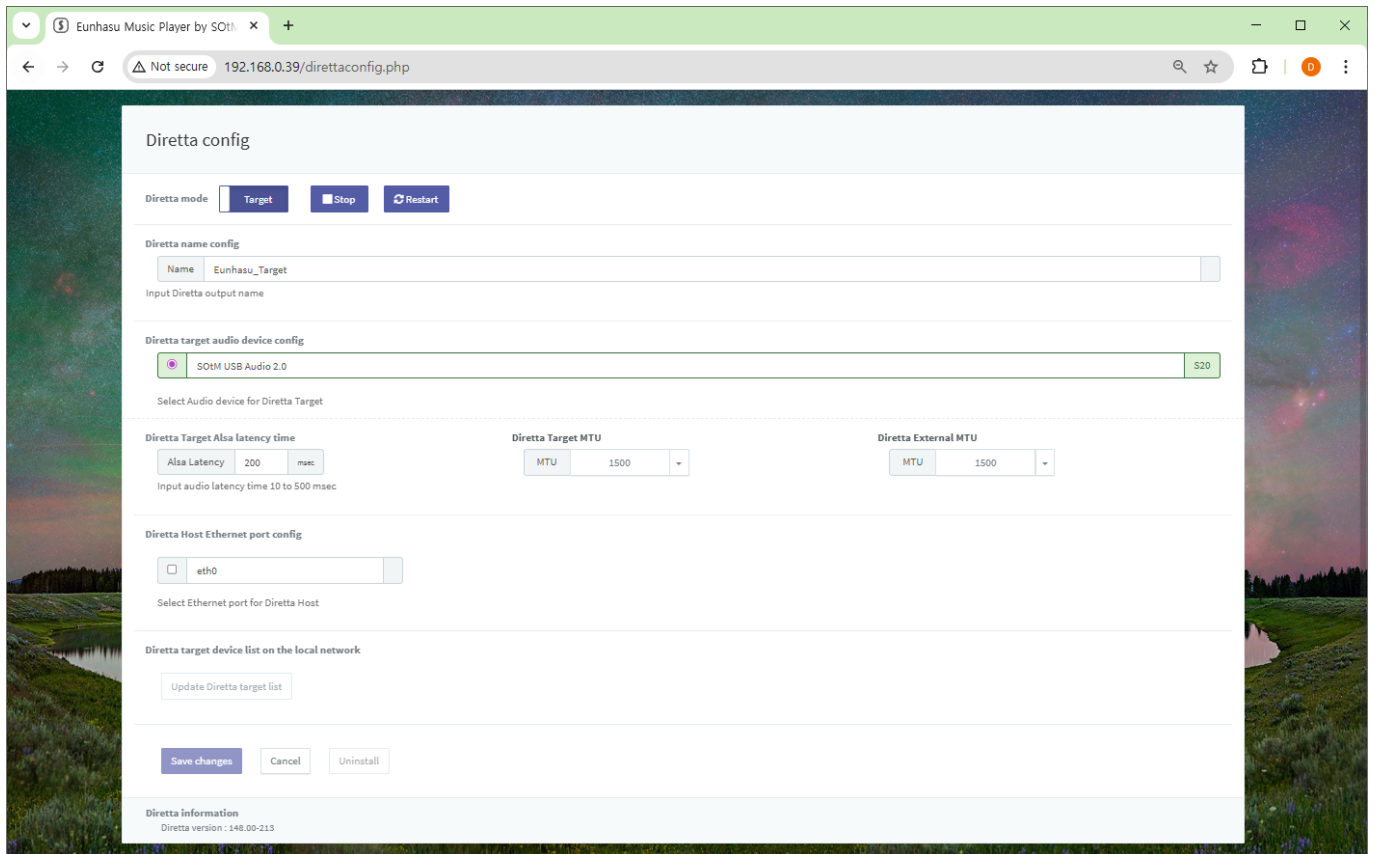 Eunhasu Music Player by SOtM
Not secure 192.168.0.39/direttaconfig.php
D
Diretta config
Diretta mode Target Stop Restart
Diretta name config
Name Eunhasu_Target
Input Diretta output name
Diretta target audio device config
SOtM USB Audio 2.0 S20
Select Audio device for Diretta Target
Diretta Target Alsa latency time Diretta Target MTU Diretta External MTU
Alsa Latency 200 msec MTU 1500 MTU 1500
Input audio latency time 10 to 500 msec
Diretta Host Ethernet port config
eth0
Select Ethernet port for Diretta Host
Diretta target device list on the local network
Update Diretta target list
Save changes Cancel Uninstall
Diretta information
Diretta version : 148.00-213